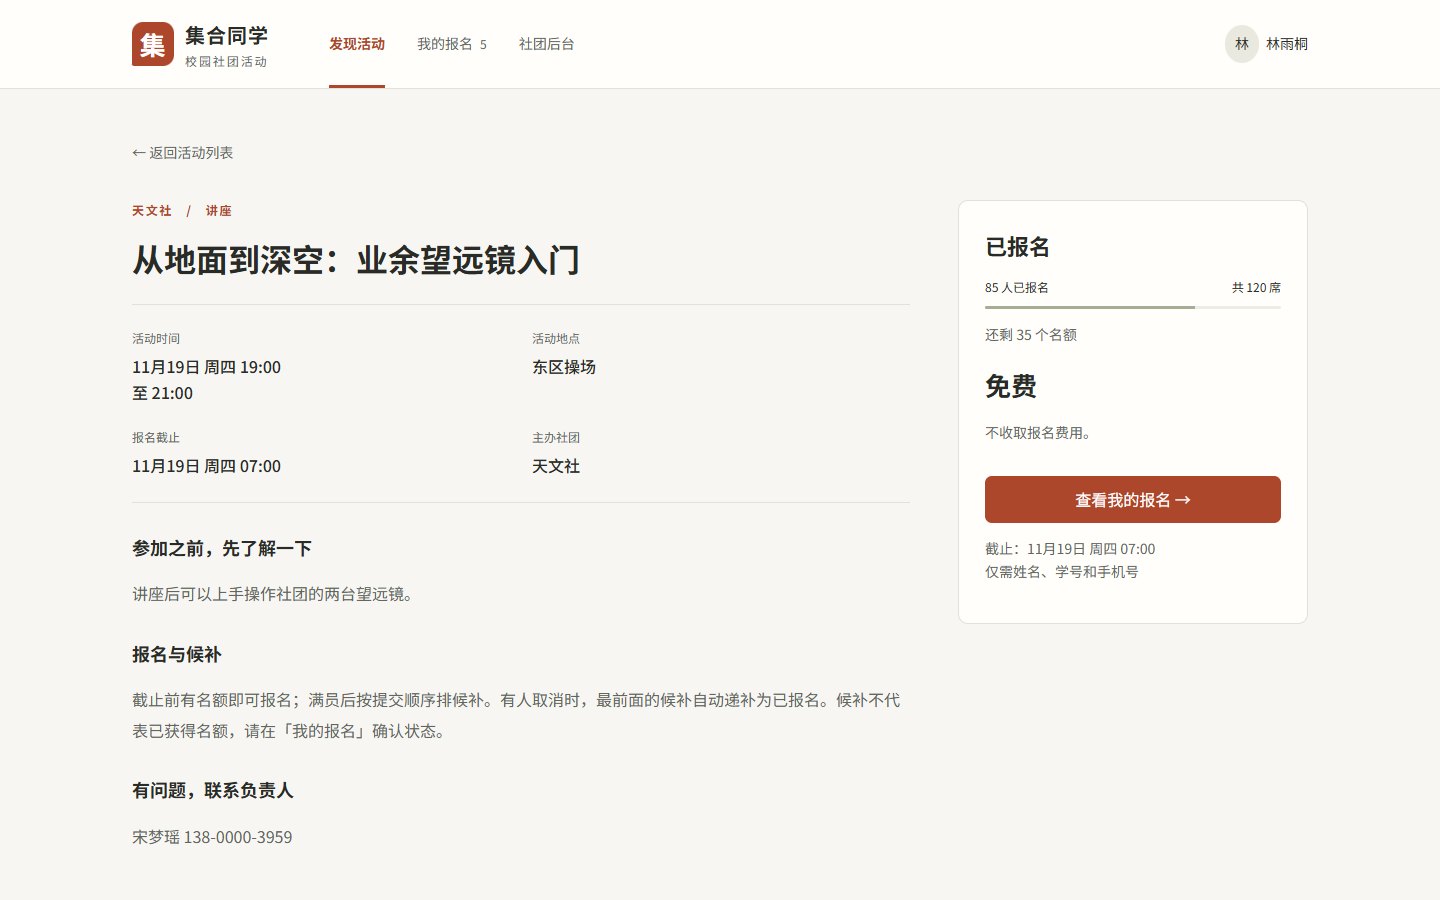 集
集合同学
校园社团活动
发现活动
我的报名 5
社团后台
林
林雨桐
← 返回活动列表
天文社 / 讲座
从地面到深空：业余望远镜入门
活动时间
11月19日 周四 19:00
至 21:00
活动地点
东区操场
报名截止
11月19日 周四 07:00
主办社团
天文社
参加之前，先了解一下
讲座后可以上手操作社团的两台望远镜。
报名与候补
截止前有名额即可报名；满员后按提交顺序排候补。有人取消时，最前面的候补自动递补为已报名。候补不代
表已获得名额，请在「我的报名」确认状态。
有问题，联系负责人
宋梦瑶 138-0000-3959
已报名
85 人已报名
共 120 席
还剩 35 个名额
免费
不收取报名费用。
查看我的报名 →
截止：11月19日 周四 07:00
仅需姓名、学号和手机号